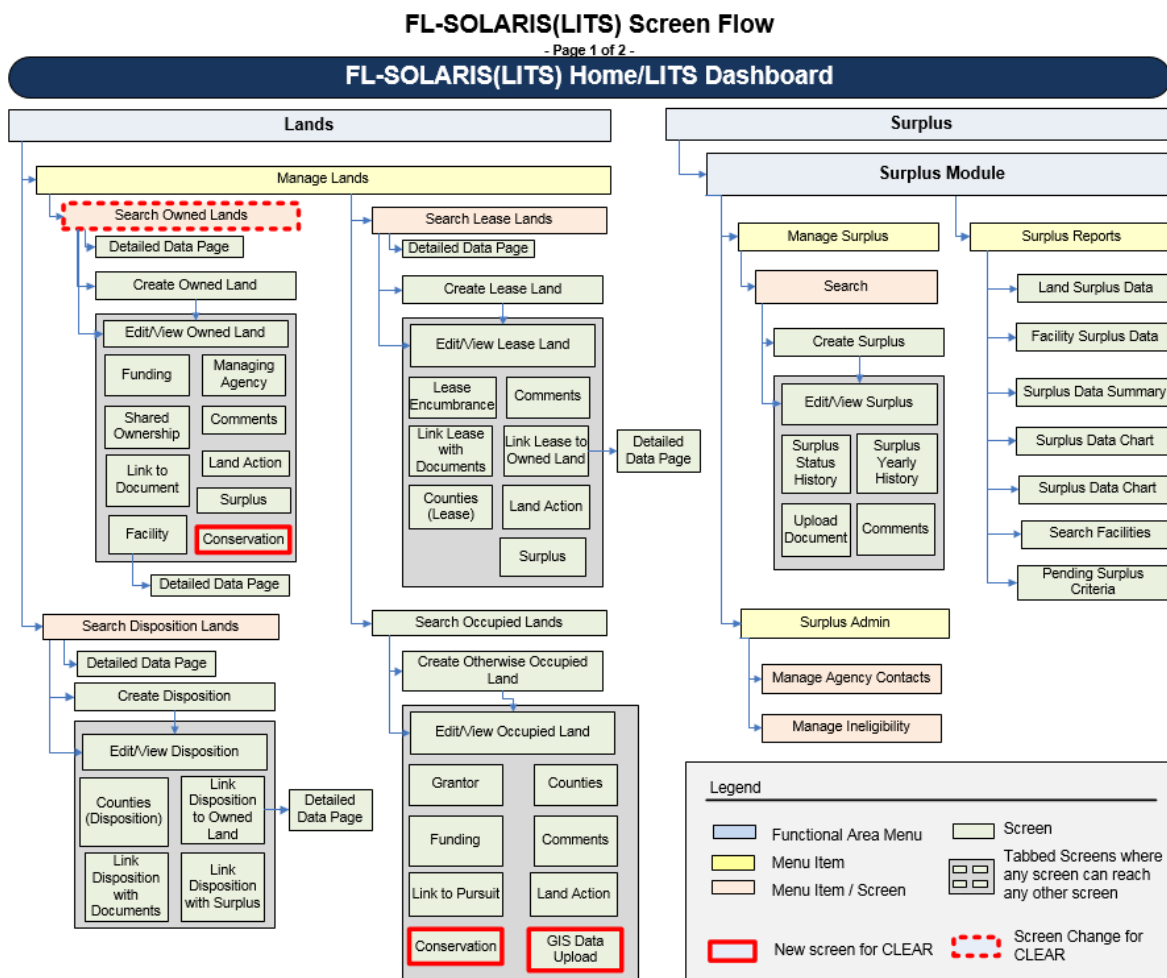 FL-SOLARIS(LITS) Screen Flow
- Page 1 of 2 -
FL-SOLARIS(LITS) Home/LITS Dashboard
Lands
Manage Lands
Search Owned Lands
Detailed Data Page
Create Owned Land
Edit/View Owned Land
Funding
Managing
Agency
Shared
Ownership
Comments
Link to
Document
Land Action
Surplus
Facility
Conservation
Detailed Data Page
Search Lease Lands
Detailed Data Page
Create Lease Land
Edit/View Lease Land
Lease
Encumbrance
Comments
Link Lease
with
Documents
Link Lease to
Owned Land
Detailed
Data Page
Counties
(Lease)
Land Action
Surplus
Search Disposition Lands
Detailed Data Page
Create Disposition
Edit/View Disposition
Counties
(Disposition)
Link
Disposition
to Owned
Land
Detailed
Data Page
Link
Disposition
with
Documents
Link
Disposition
with Surplus
Search Occupied Lands
Create Otherwise Occupied
Land
Edit/View Occupied Land
Grantor
Counties
Funding
Comments
Link to Pursuit
Land Action
Conservation
GIS Data
Upload
Surplus
Surplus Module
Manage Surplus
Search
Create Surplus
Edit/View Surplus
Surplus
Status
History
Surplus
Yearly
History
Upload
Document
Comments
Surplus Reports
Land Surplus Data
Facility Surplus Data
Surplus Data Summary
Surplus Data Chart
Surplus Data Chart
Search Facilities
Pending Surplus
Criteria
Surplus Admin
Manage Agency Contacts
Manage Ineligibility
Legend
Functional Area Menu
Menu Item
Menu Item / Screen
Screen
Tabbed Screens where
any screen can reach
any other screen
New screen for CLEAR
Screen Change for
CLEAR